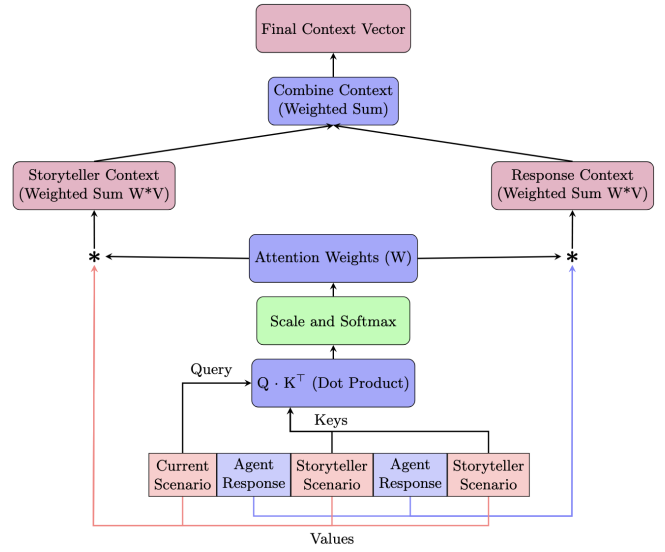 Final Context Vector
Combine Context
(Weighted Sum)
Storyteller Context
(Weighted Sum W*V)
Response Context
(Weighted Sum W*V)
*
Attention Weights (W)
*
Scale and Softmax
Query
Q · K⊤ (Dot Product)
Keys
Current
Scenario
Agent
Response
Storyteller
Scenario
Agent
Response
Storyteller
Scenario
Values